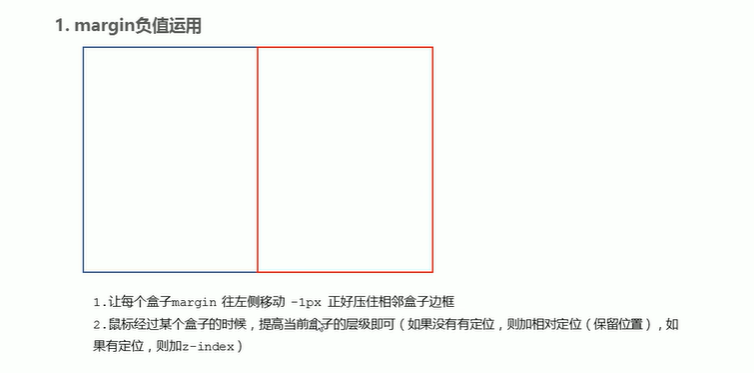 1. margin负值运用
1.让每个盒子margin 往左侧移动 -1px 正好压住相邻盒子边框
2.鼠标经过某个盒子的时候，提高当前盒子的层级即可（如果没有有定位，则加相对定位（保留位置），如
果有定位，则加z-index）